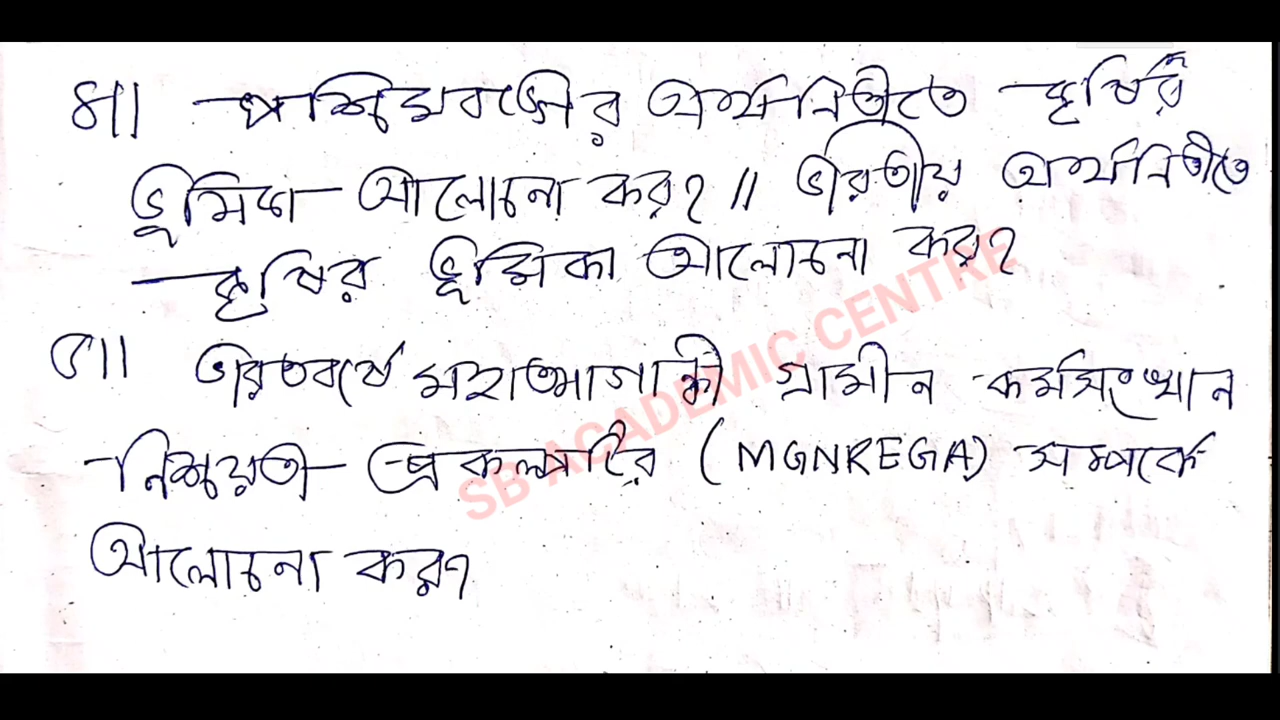 ৪।। পশ্চিমবঙ্গের অর্থনিতীতে কৃষির
ভূমিকা আলোচনা কর? // ভারতীয় অর্থনিতীতে
কৃষির ভূমিকা আলোচনা কর?
৫।। ভারতবর্ষে মহাত্মাগান্ধী গ্রামীন কর্মসংস্থান
নিশ্চয়তা প্রকল্পটির (MGNREGA) সম্পর্কে
আলোচনা কর?
SB ACADEMIC CENTRE